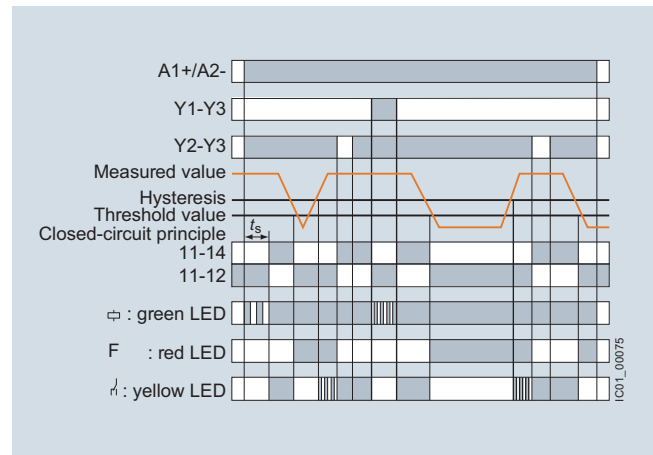 A1+/A2-
Y1-Y3
Y2-Y3
Measured value
Hysteresis
Threshold value
Closed-circuit principle
ts
11-14
11-12
: green LED
F : red LED
: yellow LED
IC01_00075